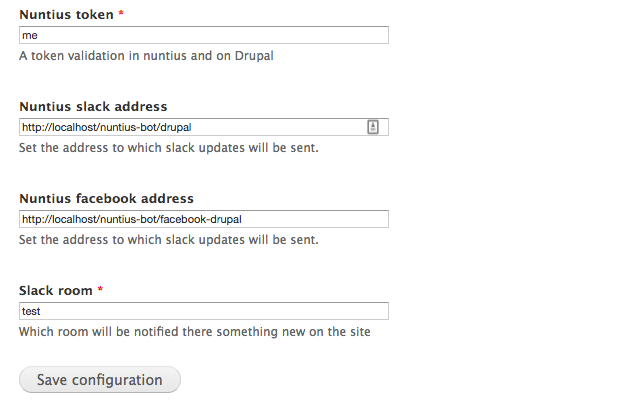 Nuntius token *
me
A token validation in nuntius and on Drupal
Nuntius slack address
http://localhost/nuntius-bot/drupal
Set the address to which slack updates will be sent.
Nuntius facebook address
http://localhost/nuntius-bot/facebook-drupal
Set the address to which slack updates will be sent.
Slack room *
test
Which room will be notified there something new on the site
Save configuration